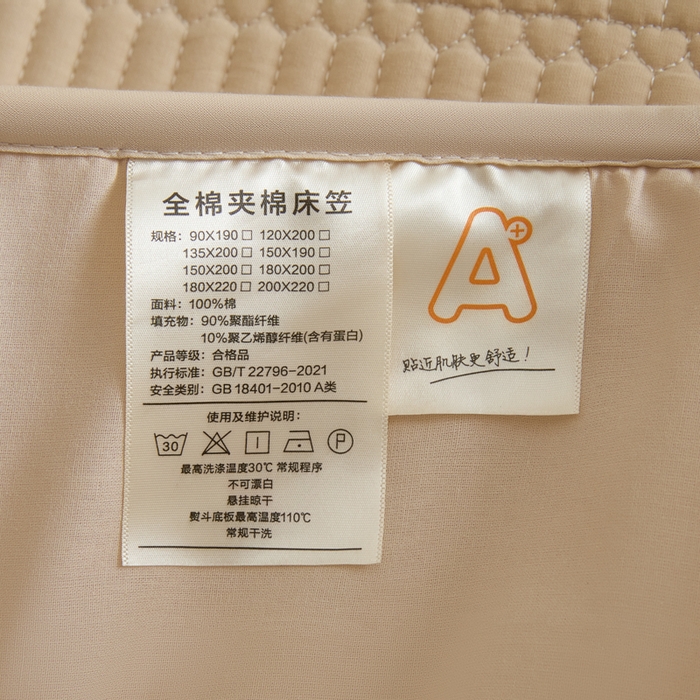 全棉夹棉床笠
规格：90X190□ 120X200□
135X200□ 150X190□
150X200□ 180X200□
180X220□ 200X220□
面料：100%棉
填充物：90%聚酯纤维
10%聚乙烯醇纤维(含有蛋白)
产品等级：合格品
执行标准：GB/T 22796-2021
安全类别：GB 18401-2010 A类
使用及维护说明：
30 P
最高洗涤温度30℃ 常规程序
不可漂白
悬挂晾干
熨斗底板最高温度110℃
常规干洗
A+
贴近肌肤更舒适！